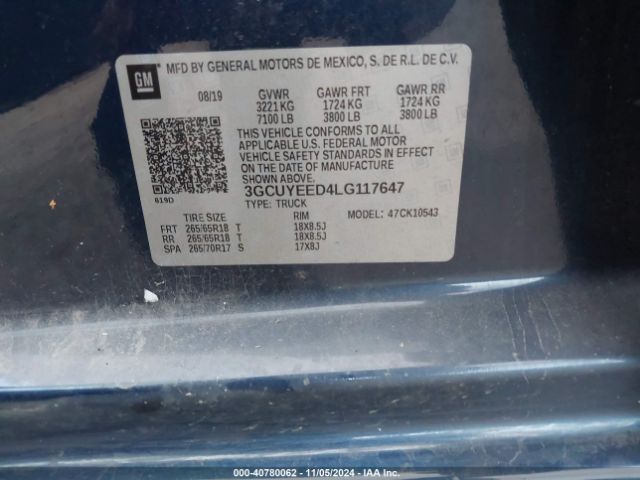 GM
MFD BY GENERAL MOTORS DE MEXICO, S. DE R.L. DE C.V.
08/19 GVWR GAWR FRT GAWR RR
3221 KG 1724 KG 1724 KG
7100 LB 3800 LB 3800 LB
THIS VEHICLE CONFORMS TO ALL
APPLICABLE U.S. FEDERAL MOTOR
VEHICLE SAFETY STANDARDS IN EFFECT
ON THE DATE OF MANUFACTURE
SHOWN ABOVE.
3GCUYEED4LG117647
819D TYPE: TRUCK
TIRE SIZE RIM MODEL: 47CK10543
FRT 265/65R18 T 18X8.5J
RR 265/65R18 T 18X8.5J
SPA 265/70R17 S 17X8J
000-40780062 - 11/05/2024 - IAA Inc.